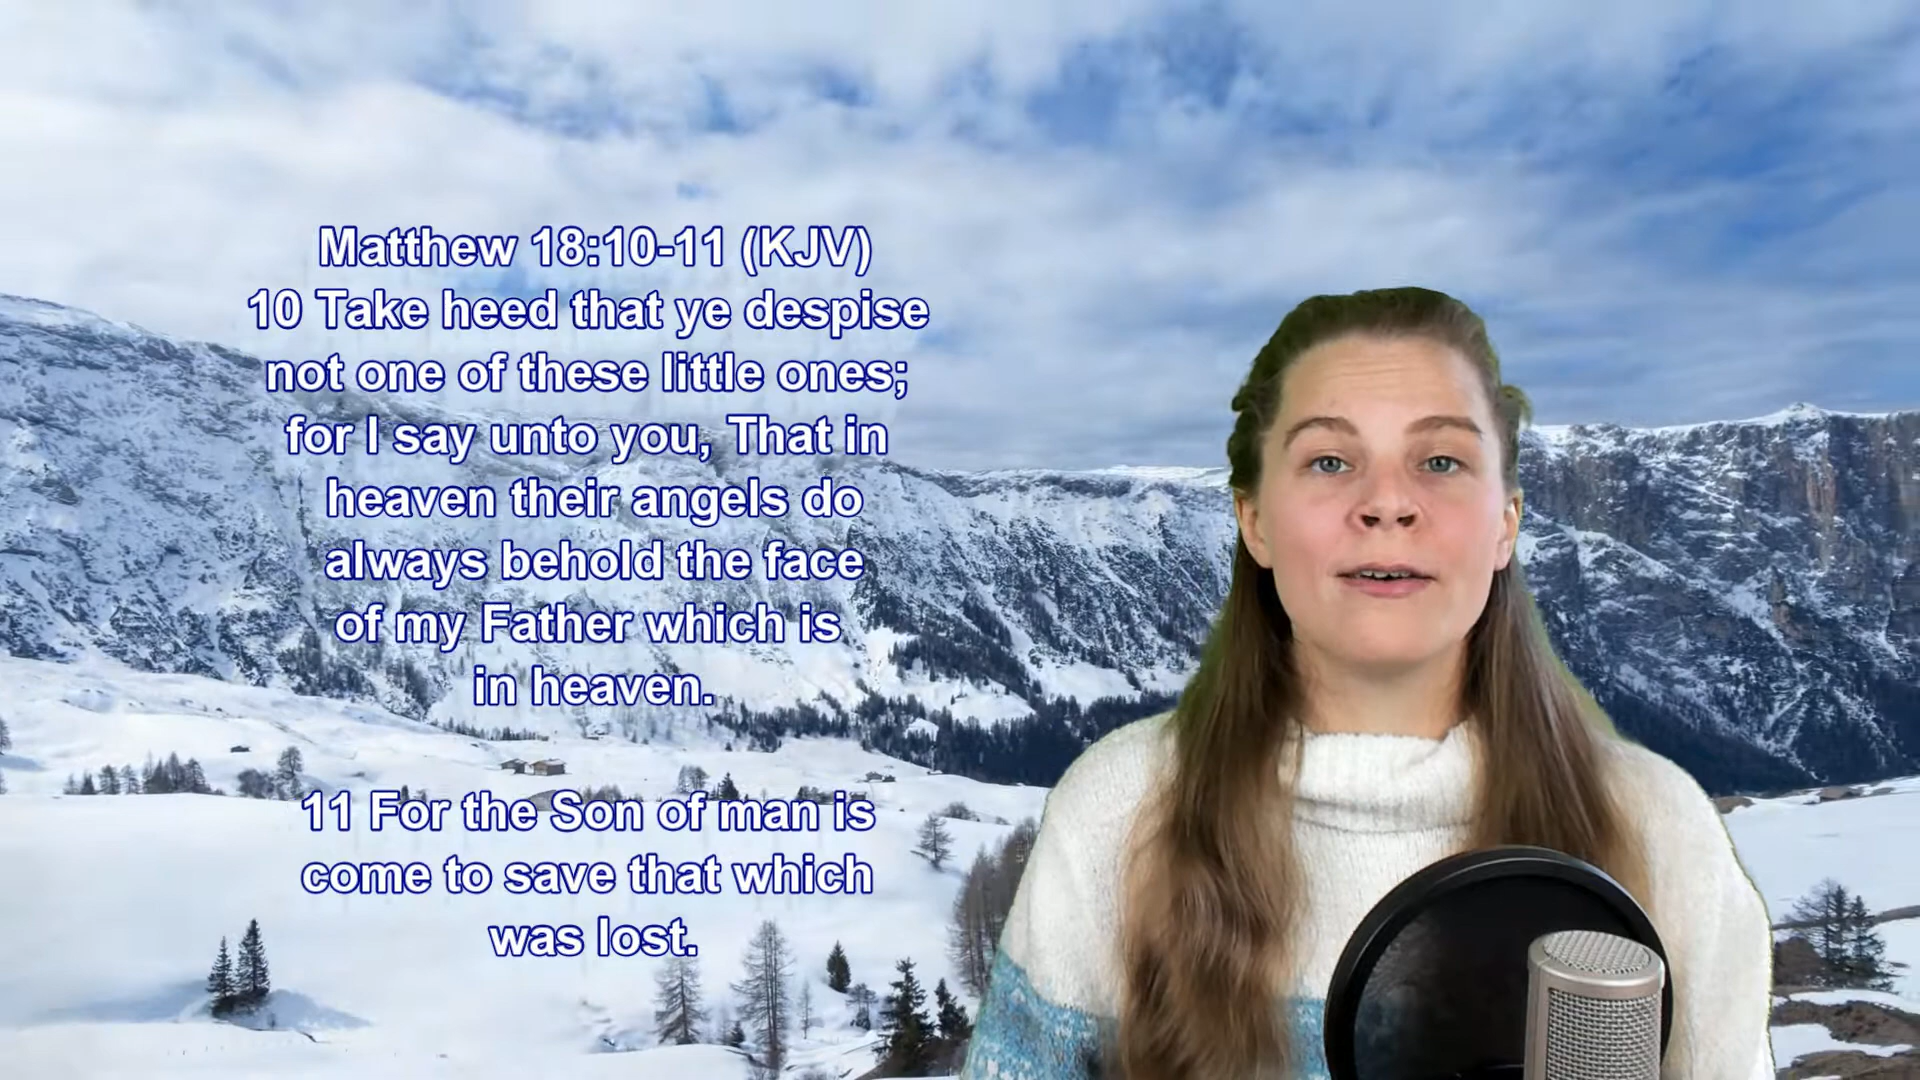 Matthew 18:10-11 (KJV)
10 Take heed that ye despise
not one of these little ones;
for I say unto you, That in
heaven their angels do
always behold the face
of my Father which is
in heaven.
11 For the Son of man is
come to save that which
was lost.